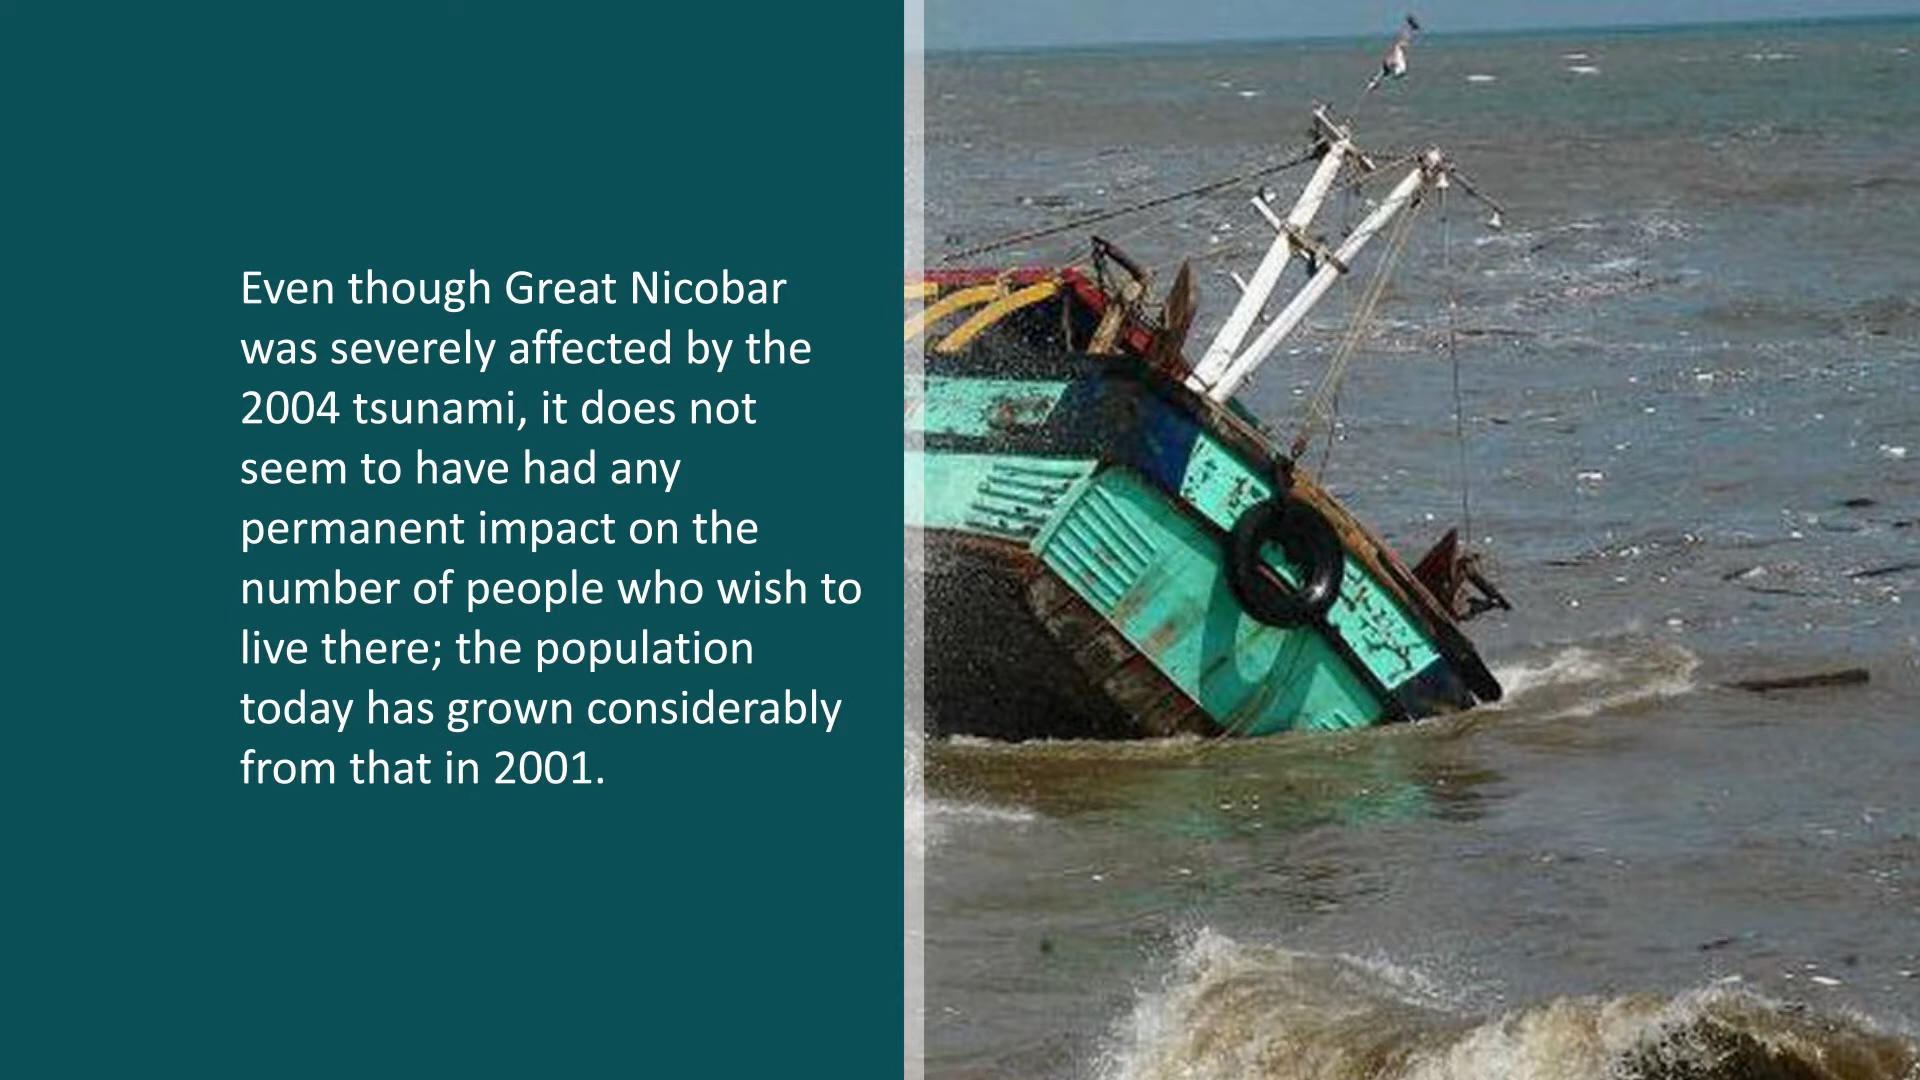 Even though Great Nicobar
was severely affected by the
2004 tsunami, it does not
seem to have had any
permanent impact on the
number of people who wish to
live there; the population
today has grown considerably
from that in 2001.